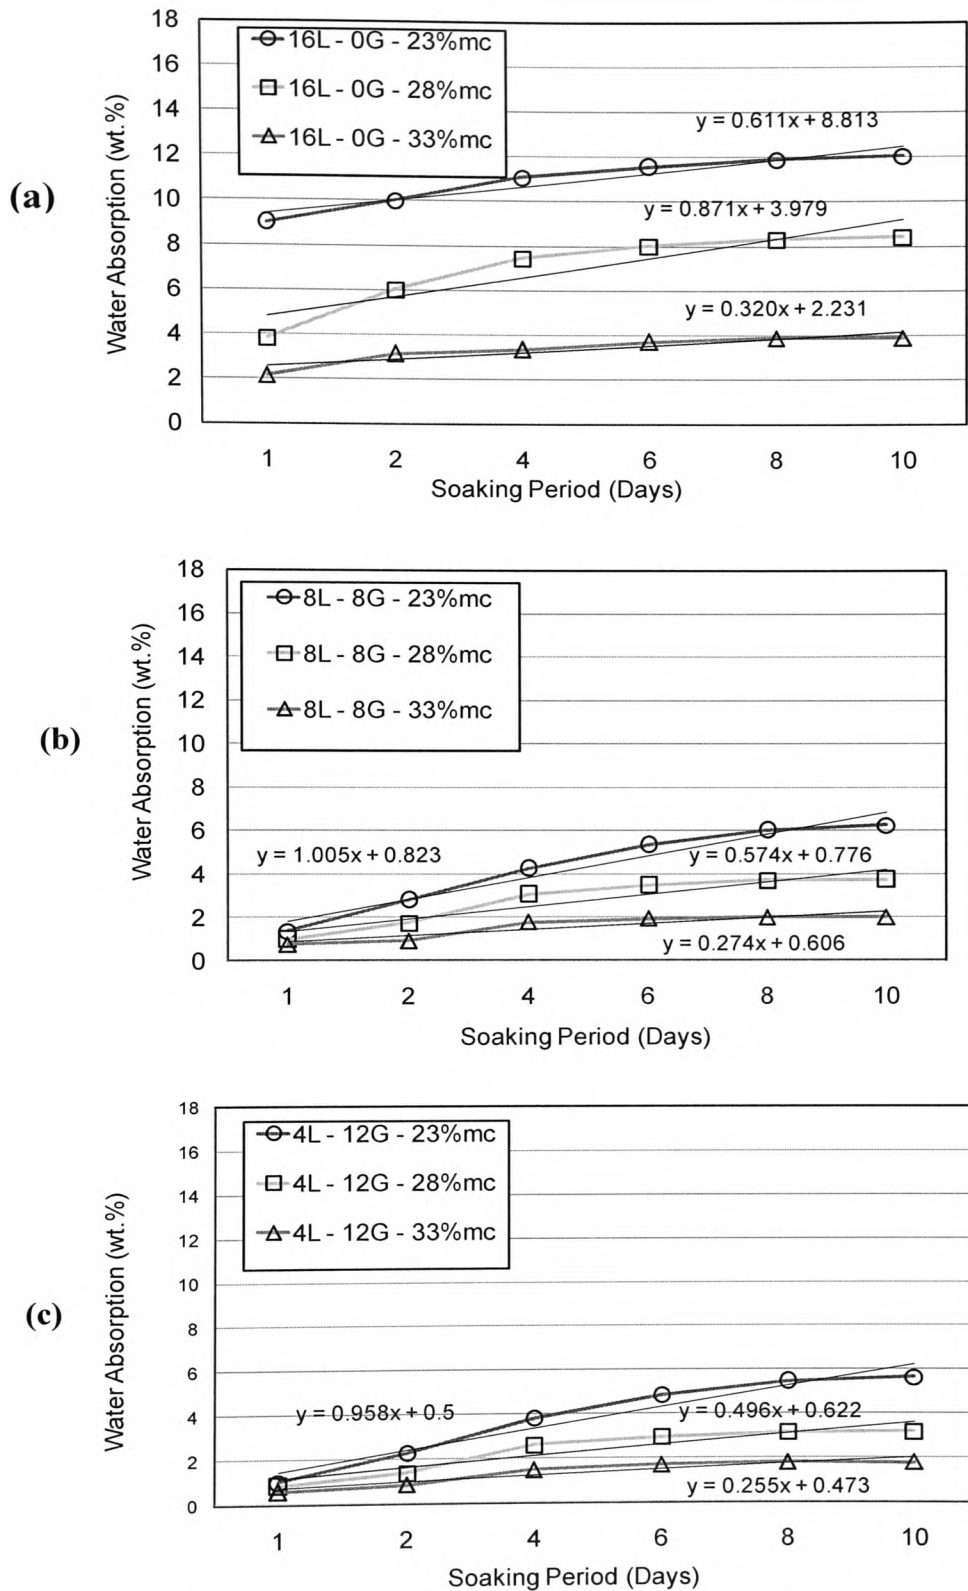 (a)
Water Absorption (wt.%)
18
16
14
12
10
8
6
4
2
0
16L - 0G - 23%mc
16L - 0G - 28%mc
16L - 0G - 33%mc
y = 0.611x + 8.813
y = 0.871x + 3.979
y = 0.320x + 2.231
1 2 4 6 8 10
Soaking Period (Days)
(b)
Water Absorption (wt.%)
18
16
14
12
10
8
6
4
2
0
8L - 8G - 23%mc
8L - 8G - 28%mc
8L - 8G - 33%mc
y = 1.005x + 0.823
y = 0.574x + 0.776
y = 0.274x + 0.606
1 2 4 6 8 10
Soaking Period (Days)
(c)
Water Absorption (wt.%)
18
16
14
12
10
8
6
4
2
0
4L - 12G - 23%mc
4L - 12G - 28%mc
4L - 12G - 33%mc
y = 0.958x + 0.5
y = 0.496x + 0.622
y = 0.255x + 0.473
1 2 4 6 8 10
Soaking Period (Days)